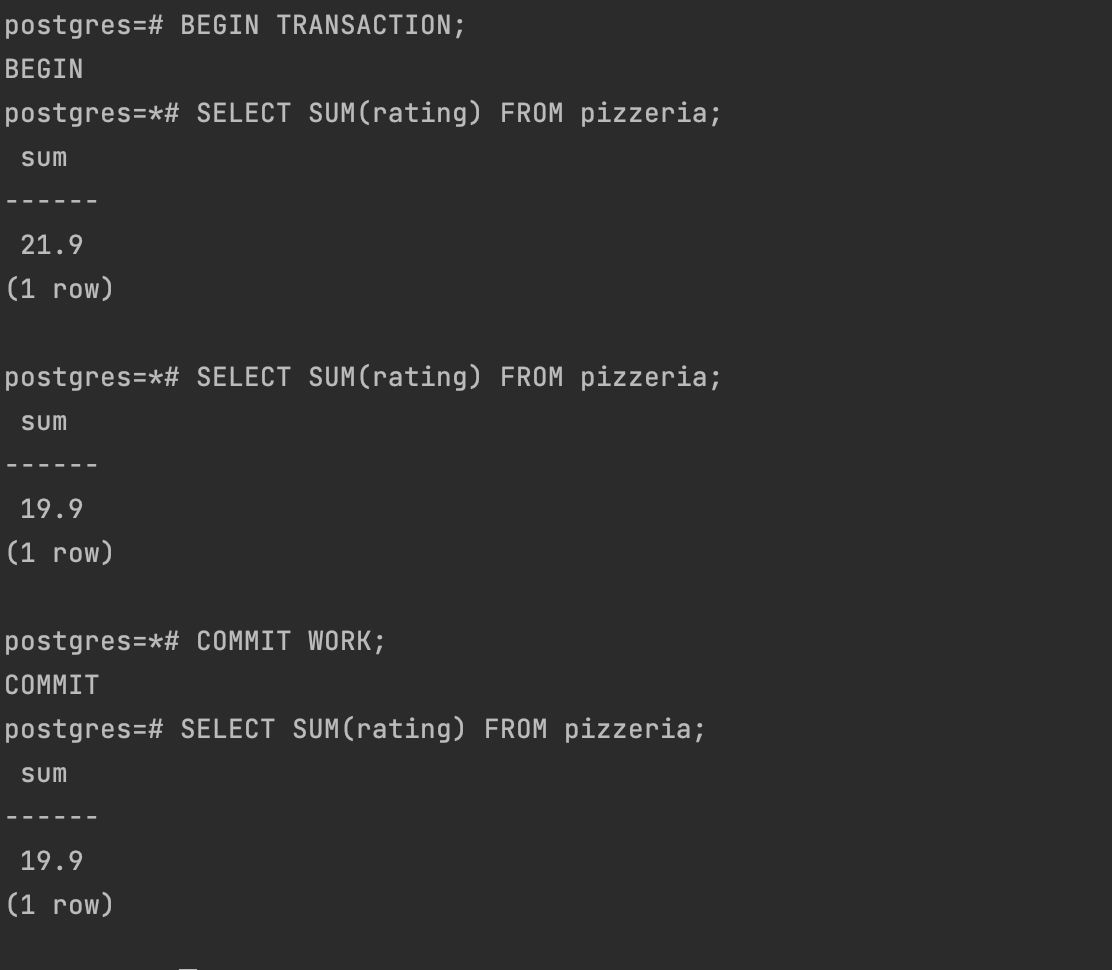 postgres=# BEGIN TRANSACTION;
BEGIN
postgres=*# SELECT SUM(rating) FROM pizzeria;
 sum
------
 21.9
(1 row)

postgres=*# SELECT SUM(rating) FROM pizzeria;
 sum
------
 19.9
(1 row)

postgres=*# COMMIT WORK;
COMMIT
postgres=# SELECT SUM(rating) FROM pizzeria;
 sum
------
 19.9
(1 row)